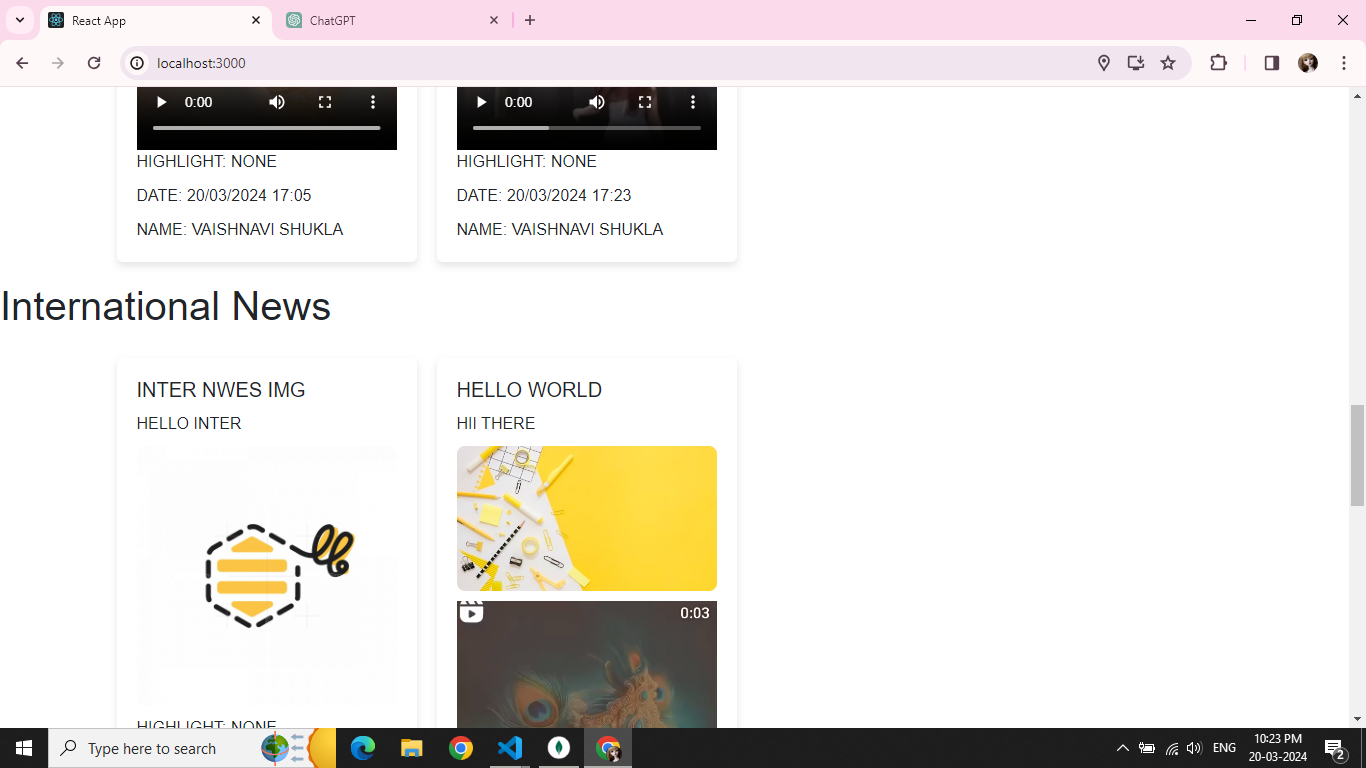 React App
ChatGPT
localhost:3000
0:00
0:00
HIGHLIGHT: NONE
HIGHLIGHT: NONE
DATE: 20/03/2024 17:05
DATE: 20/03/2024 17:23
NAME: VAISHNAVI SHUKLA
NAME: VAISHNAVI SHUKLA
International News
INTER NWES IMG
HELLO WORLD
HELLO INTER
HII THERE
0:03
HIGHLIGHT: NONE
Type here to search
ENG
10:23 PM
20-03-2024
2